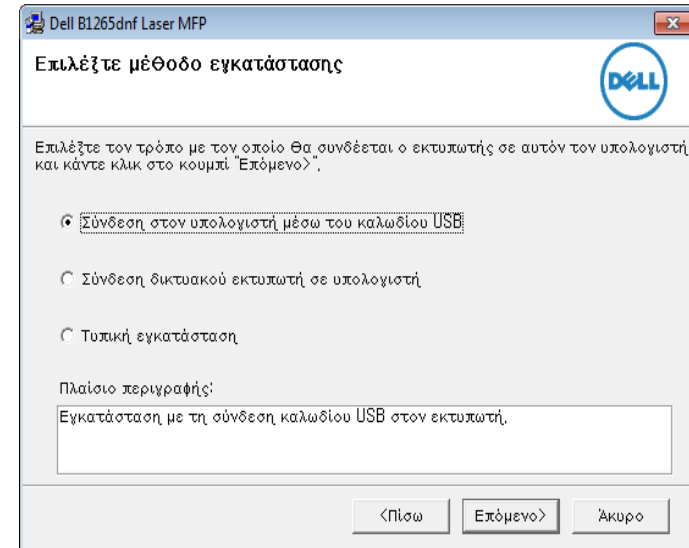 Dell B1265dnf Laser MFP
Επιλέξτε μέθοδο εγκατάστασης
DELL
Επιλέξτε τον τρόπο με τον οποίο θα συνδέεται ο εκτυπωτής σε αυτόν τον υπολογιστή
και κάντε κλικ στο κουμπί "Επόμενο>".
Σύνδεση στον υπολογιστή μέσω του καλωδίου USB
Σύνδεση δικτυακού εκτυπωτή σε υπολογιστή
Τυπική εγκατάσταση
Πλαίσιο περιγραφής:
Εγκατάσταση με τη σύνδεση καλωδίου USB στον εκτυπωτή.
<Πίσω
Επόμενο>
Άκυρο